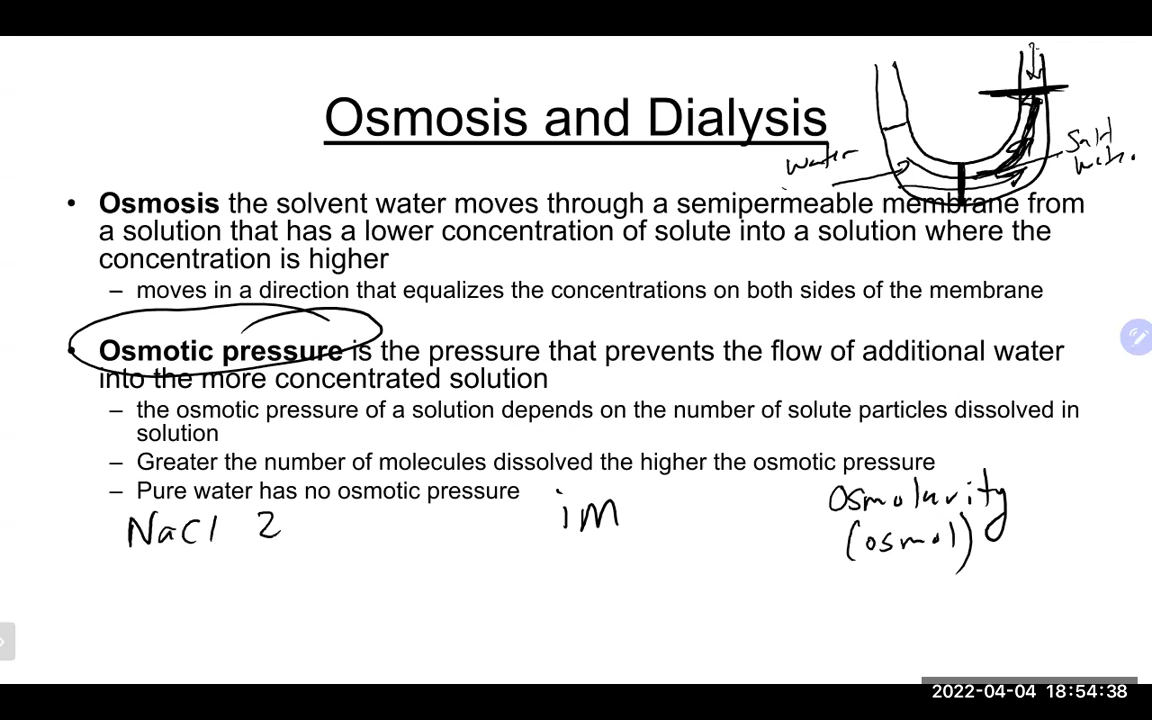 Osmosis and Dialysis
water
Salt
• Osmosis the solvent water moves through a semipermeable membrane from
a solution that has a lower concentration of solute into a solution where the
concentration is higher
– moves in a direction that equalizes the concentrations on both sides of the membrane
• Osmotic pressure is the pressure that prevents the flow of additional water
into the more concentrated solution
– the osmotic pressure of a solution depends on the number of solute particles dissolved in
solution
– Greater the number of molecules dissolved the higher the osmotic pressure
– Pure water has no osmotic pressure
NaCl 2
iM
Osmolarity
(osmol)
2022-04-04 18:54:38